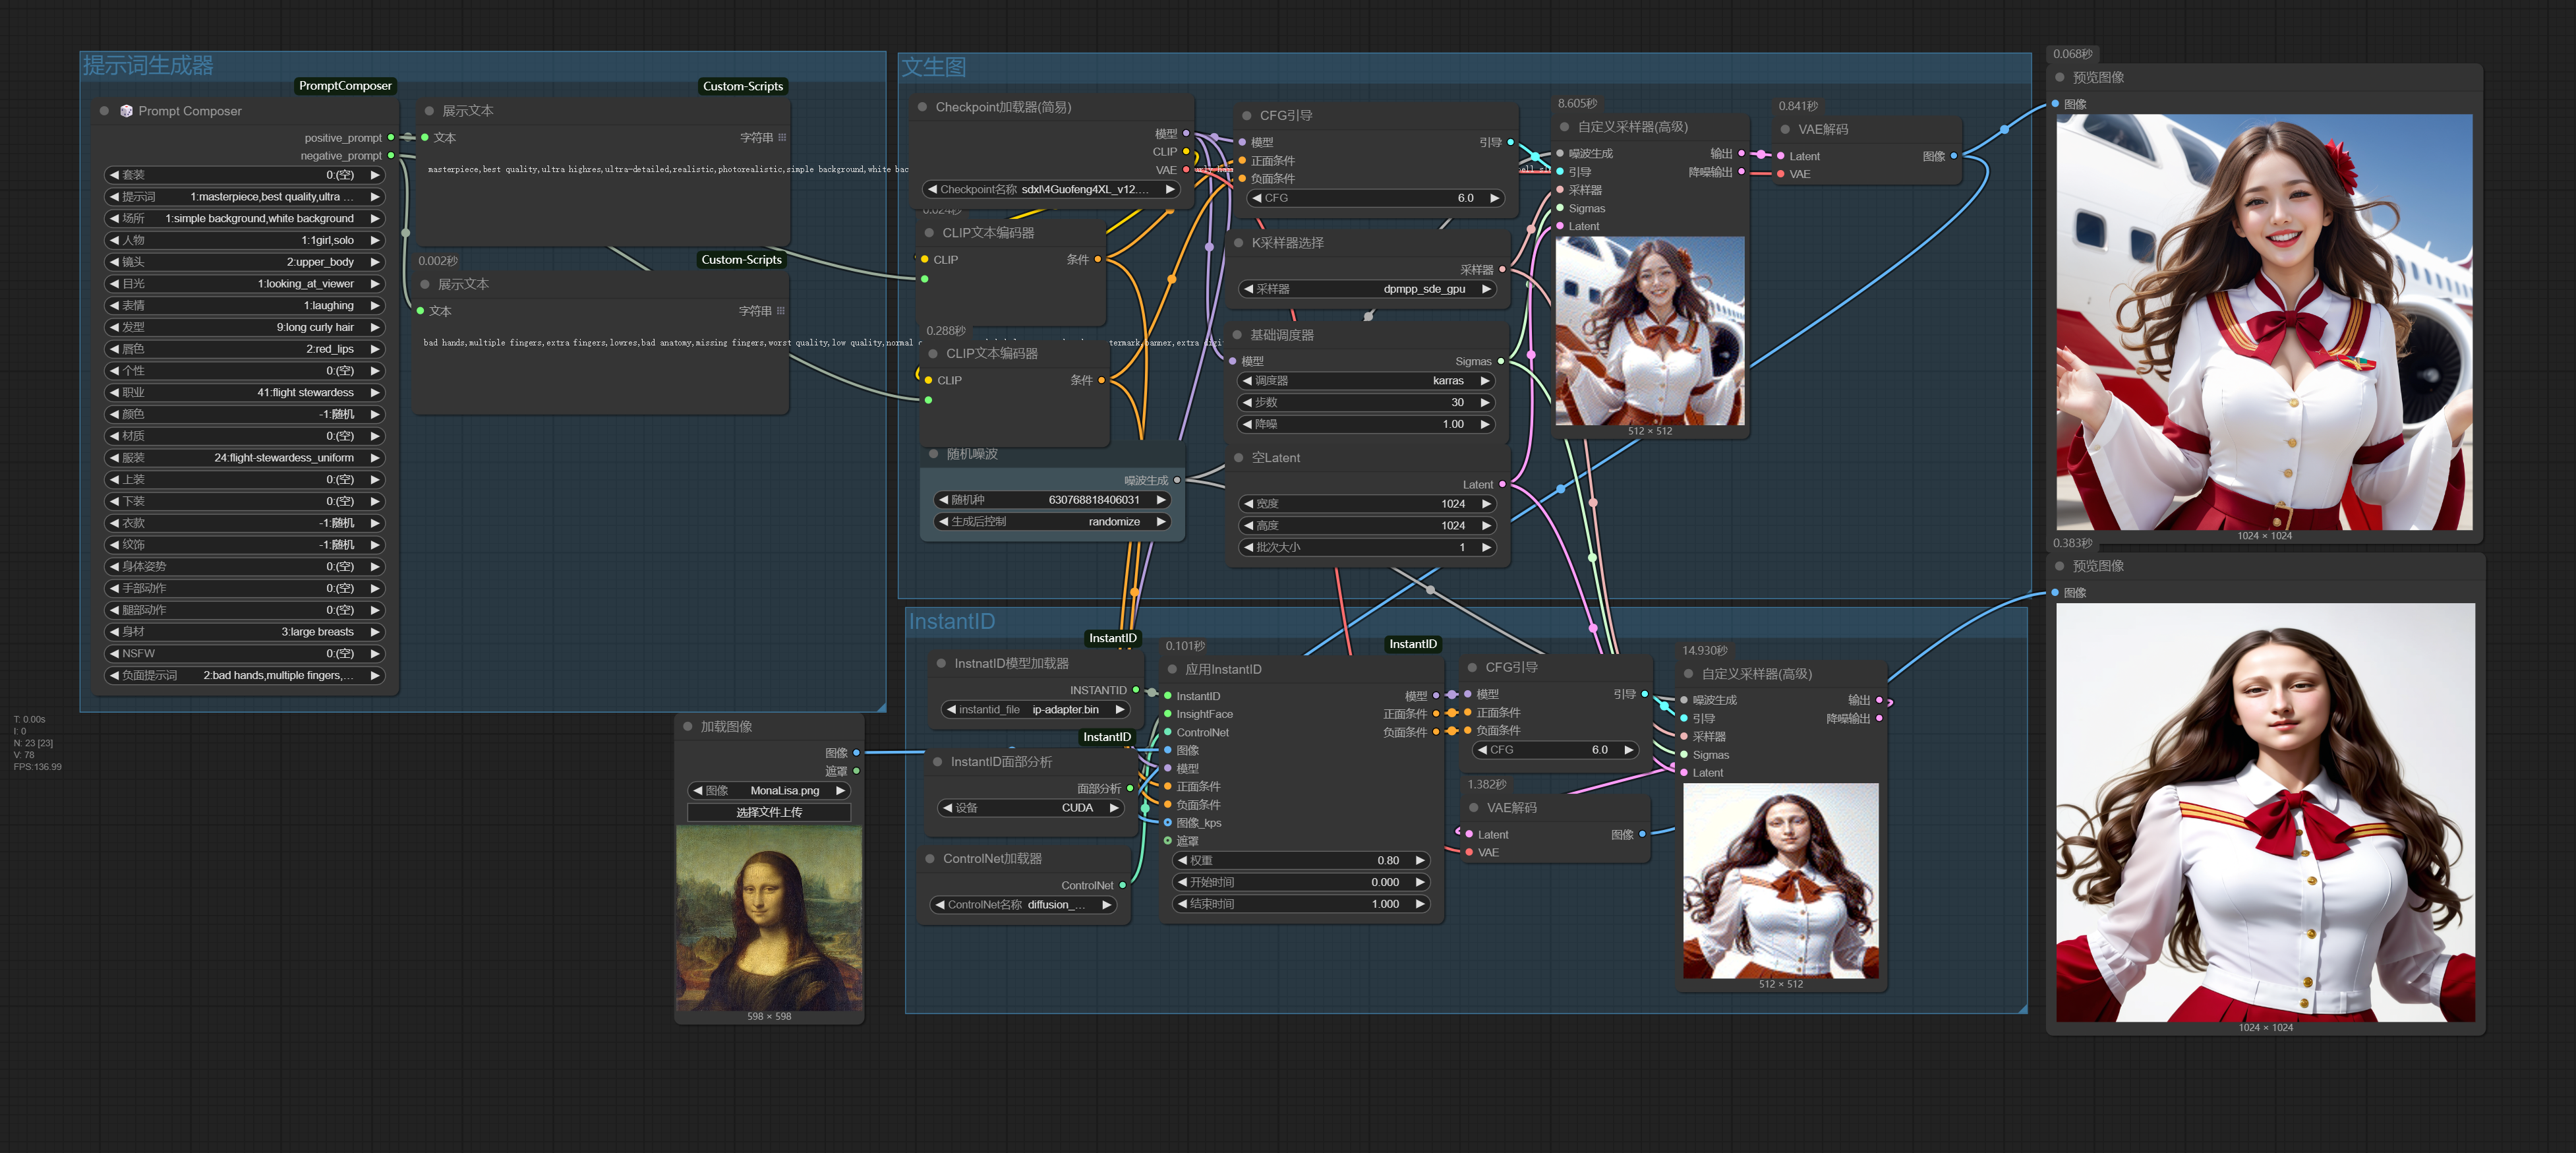 提示词生成器
PromptComposer
Prompt Composer
positive_prompt
negative_prompt
套装 0:(空)
提示词 1:masterpiece,best quality,ultra ...
场所 1:simple background,white background
人物 1:1girl,solo
镜头 2:upper_body
目光 1:looking_at_viewer
表情 1:laughing
发型 9:long curly hair
唇色 2:red_lips
个性 0:(空)
职业 41:flight stewardess
颜色 -1:随机
材质 0:(空)
服装 24:flight-stewardess_uniform
上装 0:(空)
下装 0:(空)
衣款 -1:随机
纹饰 -1:随机
身体姿势 0:(空)
手部动作 0:(空)
腿部动作 0:(空)
身材 3:large breasts
NSFW 0:(空)
负面提示词 2:bad hands,multiple fingers,...
Custom-Scripts
展示文本
文本 字符串
masterpiece,best quality,ultra highres,ultra-detailed,realistic,photorealistic,simple background,white bac
Custom-Scripts
0.002秒
展示文本
文本 字符串
bad hands,multiple fingers,extra fingers,lowres,bad anatomy,missing fingers,worst quality,low quality,normal
termark,banner,extra
T: 0.00s
I: 0
N: 23 [23]
V: 78
FPS:136.99
加载图像
图像
遮罩
图像 MonaLisa.png
选择文件上传
598 × 598
文生图
Checkpoint加载器(简易)
模型
CLIP
VAE
Checkpoint名称 sdxl\4Guofeng4XL_v12....
0.024秒
CLIP文本编码器
CLIP 条件
0.288秒
CLIP文本编码器
CLIP 条件
随机噪波
噪波生成
随机种 630768818406031
生成后控制 randomize
CFG引导
模型 引导
正面条件
负面条件
CFG 6.0
K采样器选择
采样器
采样器 dpmpp_sde_gpu
基础调度器
模型 Sigmas
调度器 karras
步数 30
降噪 1.00
空Latent
Latent
宽度 1024
高度 1024
批次大小 1
8.605秒
自定义采样器(高级)
噪波生成 输出
引导 降噪输出
采样器
Sigmas
Latent
512 × 512
0.841秒
VAE解码
Latent 图像
VAE
InstantID
InstantID
InstnatID模型加载器
INSTANTID
instantid_file ip-adapter.bin
InstantID
InstantID面部分析
面部分析
设备 CUDA
ControlNet加载器
ControlNet
ControlNet名称 diffusion_...
0.101秒
InstantID
应用InstantID
InstantID 模型
InsightFace 正面条件
ControlNet 负面条件
图像
模型
正面条件
负面条件
图像_kps
遮罩
权重 0.80
开始时间 0.000
结束时间 1.000
CFG引导
模型 引导
正面条件
负面条件
CFG 6.0
1.382秒
VAE解码
Latent 图像
VAE
14.930秒
自定义采样器(高级)
噪波生成 输出
引导 降噪输出
采样器
Sigmas
Latent
512 × 512
0.068秒
预览图像
图像
1024 × 1024
0.383秒
预览图像
图像
1024 × 1024